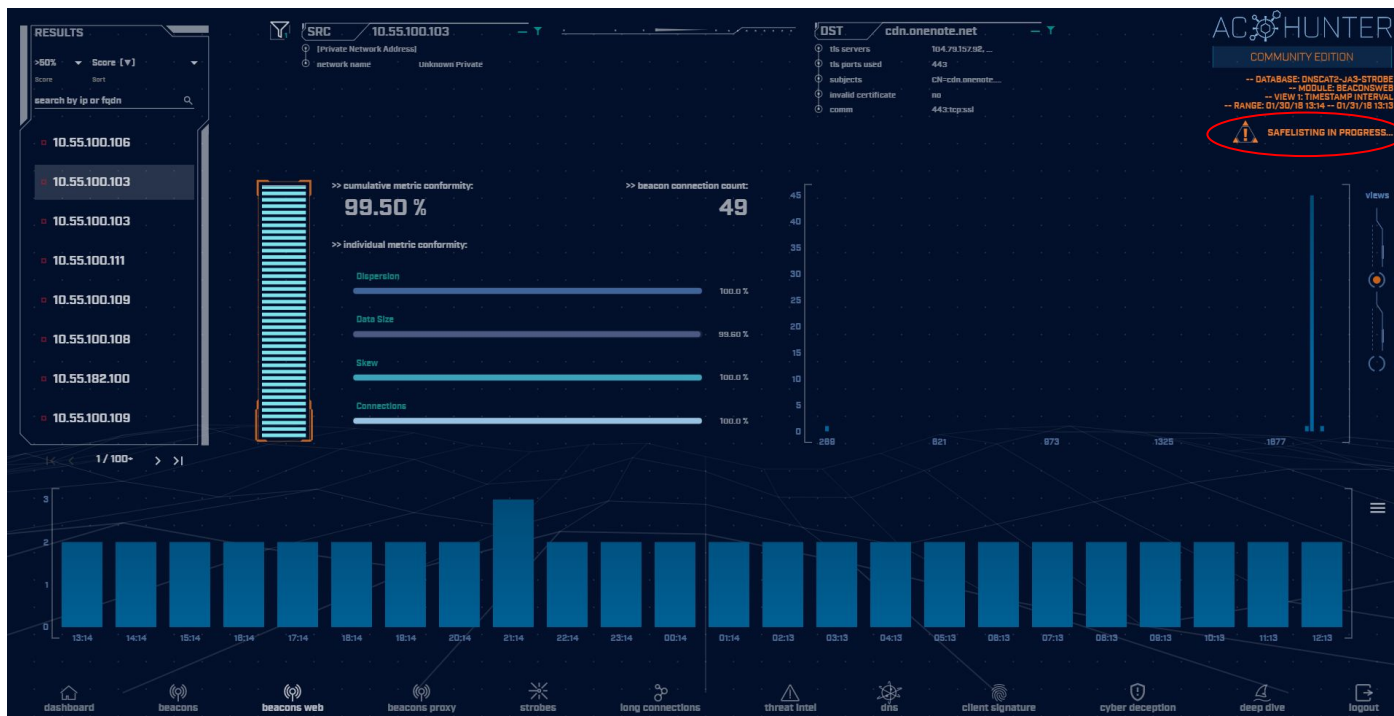 RESULTS
>50% Score [▼]
Score Sort
search by ip or fqdn
10.55.100.106
10.55.100.103
10.55.100.103
10.55.100.111
10.55.100.109
10.55.100.108
10.55.182.100
10.55.100.109
1 / 100+
SRC 10.55.100.103
[Private Network Address]
network name Unknown Private
DST cdn.onenote.net
tls servers 104.79.157.92, ...
tls ports used 443
subjects CN=cdn.onenote....
invalid certificate no
comm 443:tcp:ssl
AC HUNTER
COMMUNITY EDITION
-- DATABASE: DNSCAT2-JA3-STROBE
-- MODULE: BEACONSWEB
-- VIEW 1: TIMESTAMP INTERVAL
-- RANGE: 01/30/18 13:14 -- 01/31/18 13:13
SAFELISTING IN PROGRESS...
>> cumulative metric conformity:
99.50 %
>> beacon connection count:
49
>> individual metric conformity:
Dispersion
100.0 %
Data Size
99.60 %
Skew
100.0 %
Connections
100.0 %
45
40
35
30
25
20
15
10
5
0
269 621 973 1325 1677
views
3
2
1
0
13:14 14:14 15:14 16:14 17:14 18:14 19:14 20:14 21:14 22:14 23:14 00:14 01:14 02:13 03:13 04:13 05:13 06:13 07:13 08:13 09:13 10:13 11:13 12:13
dashboard beacons beacons web beacons proxy strobes long connections threat intel dns client signature cyber deception deep dive logout